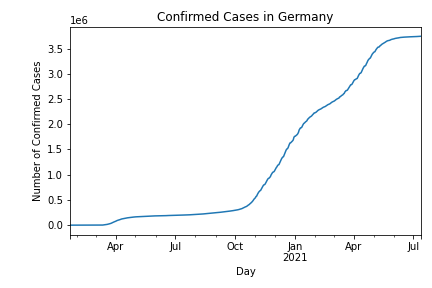 Confirmed Cases in Germany
1e6
3.5
3.0
2.5
2.0
1.5
1.0
0.5
0.0
Number of Confirmed Cases
Apr Jul Oct Jan Apr Jul
2021
Day